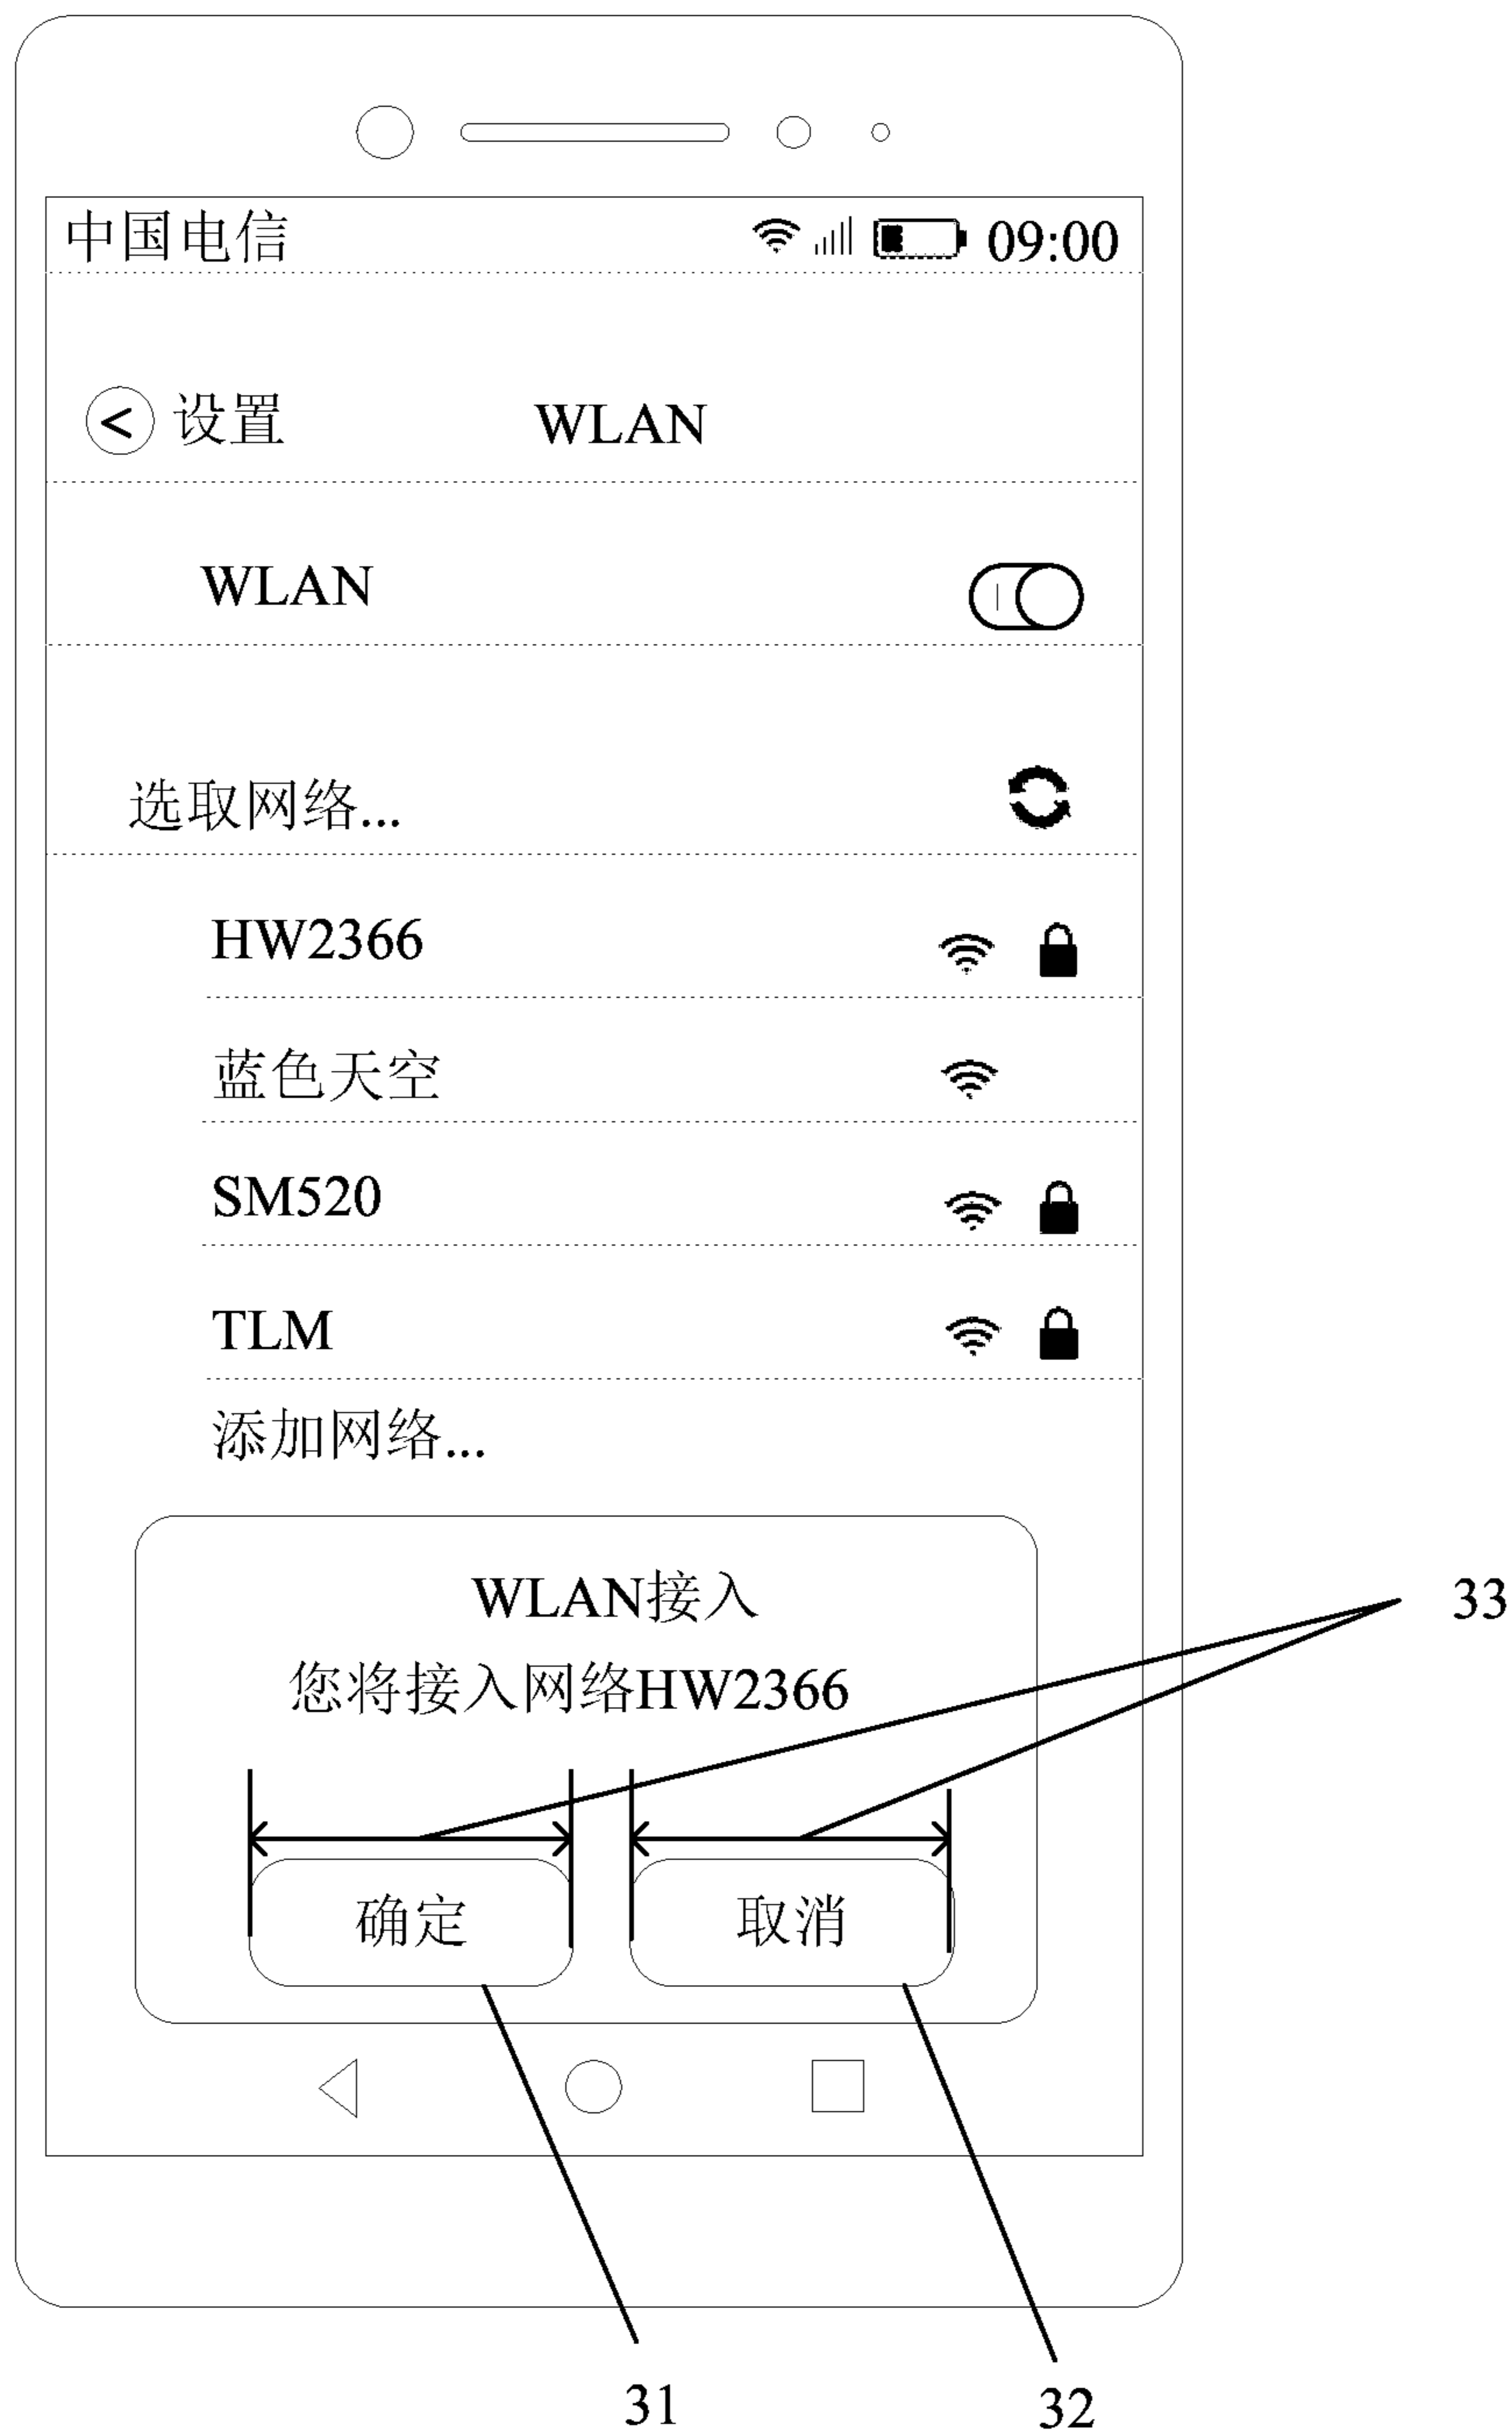 中国电信 09:00
< 设置 WLAN
WLAN
选取网络...
HW2366
蓝色天空
SM520
TLM
添加网络...
WLAN接入
33
您将接入网络HW2366
确定 取消
31 32